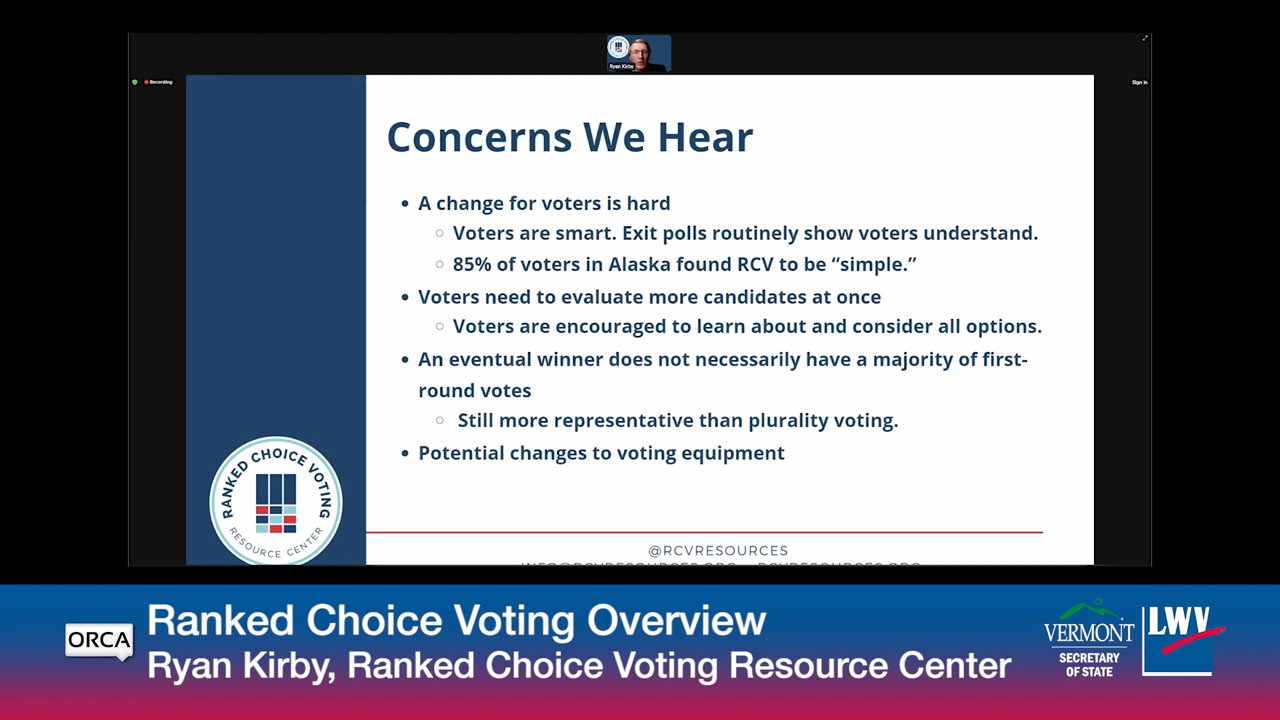 Ryan Kirby
Recording
Sign in
Concerns We Hear
• A change for voters is hard
○ Voters are smart. Exit polls routinely show voters understand.
○ 85% of voters in Alaska found RCV to be “simple.”
• Voters need to evaluate more candidates at once
○ Voters are encouraged to learn about and consider all options.
• An eventual winner does not necessarily have a majority of first-
round votes
○ Still more representative than plurality voting.
• Potential changes to voting equipment
RANKED CHOICE VOTING
RESOURCE CENTER
@RCVRESOURCES
INFO@RCVRESOURCES.ORG RCVRESOURCES.ORG
ORCA
Ranked Choice Voting Overview
Ryan Kirby, Ranked Choice Voting Resource Center
VERMONT
SECRETARY
OF STATE
LWV